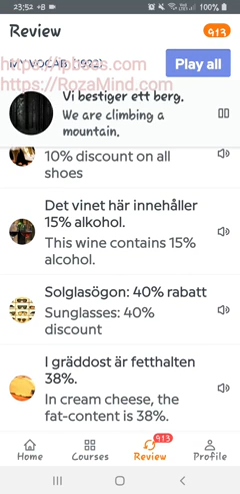 23:52 +8
100%
Review
913
MY VOCAB (1922)
Play all
https://RozaMind.com
Vi bestiger ett berg.
We are climbing a
mountain.
10% discount on all
shoes
Det vinet här innehåller
15% alkohol.
This wine contains 15%
alcohol.
Solglasögon: 40% rabatt
Sunglasses: 40%
discount
I gräddost är fetthalten
38%.
In cream cheese, the
fat-content is 38%.
913
Home
Courses
Review
Profile